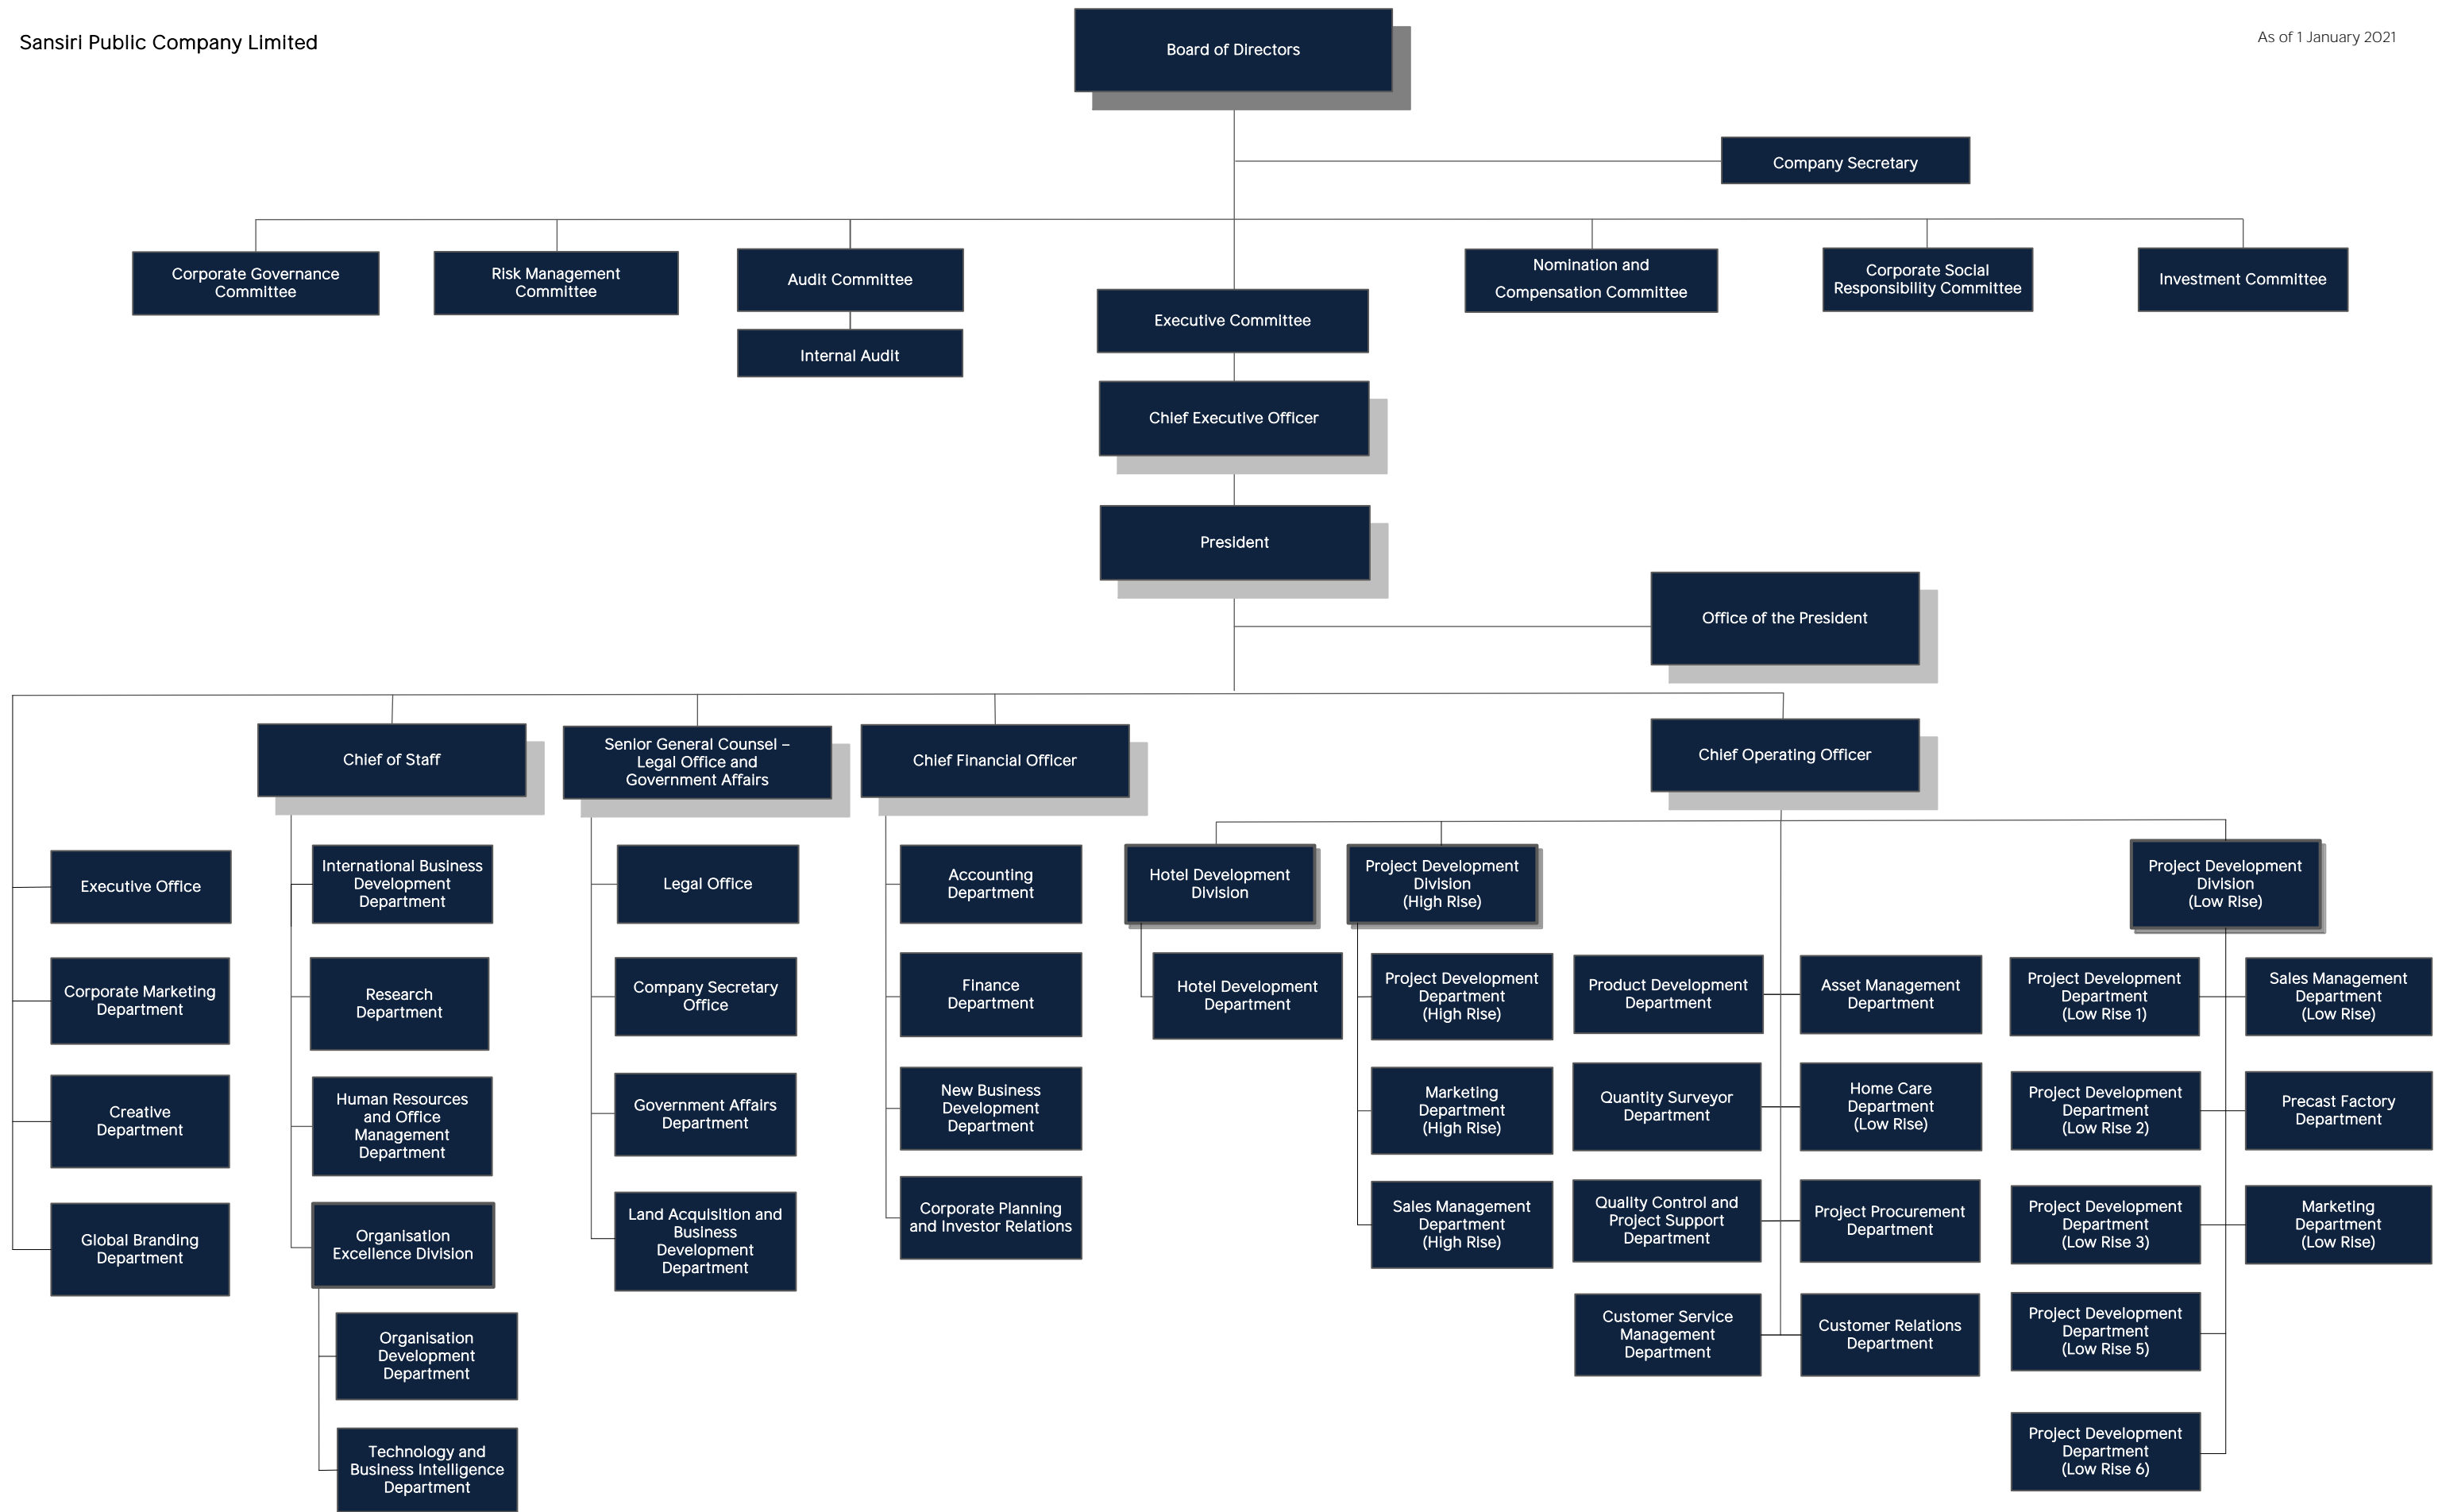 Sansiri Public Company Limited
As of 1 January 2021
Board of Directors
Company Secretary
Corporate Governance
Committee
Risk Management
Committee
Audit Committee
Internal Audit
Executive Committee
Nomination and
Compensation Committee
Corporate Social
Responsibility Committee
Investment Committee
Chief Executive Officer
President
Office of the President
Chief of Staff
Senior General Counsel –
Legal Office and
Government Affairs
Chief Financial Officer
Chief Operating Officer
Executive Office
Corporate Marketing
Department
Creative
Department
Global Branding
Department
International Business
Development
Department
Research
Department
Human Resources
and Office
Management
Department
Organisation
Excellence Division
Organisation
Development
Department
Technology and
Business Intelligence
Department
Legal Office
Company Secretary
Office
Government Affairs
Department
Land Acquisition and
Business
Development
Department
Accounting
Department
Finance
Department
New Business
Development
Department
Corporate Planning
and Investor Relations
Hotel Development
Division
Hotel Development
Department
Project Development
Division
(High Rise)
Project Development
Department
(High Rise)
Marketing
Department
(High Rise)
Sales Management
Department
(High Rise)
Product Development
Department
Quantity Surveyor
Department
Quality Control and
Project Support
Department
Customer Service
Management
Department
Asset Management
Department
Home Care
Department
(Low Rise)
Project Procurement
Department
Customer Relations
Department
Project Development
Division
(Low Rise)
Project Development
Department
(Low Rise 1)
Project Development
Department
(Low Rise 2)
Project Development
Department
(Low Rise 3)
Project Development
Department
(Low Rise 5)
Project Development
Department
(Low Rise 6)
Sales Management
Department
(Low Rise)
Precast Factory
Department
Marketing
Department
(Low Rise)